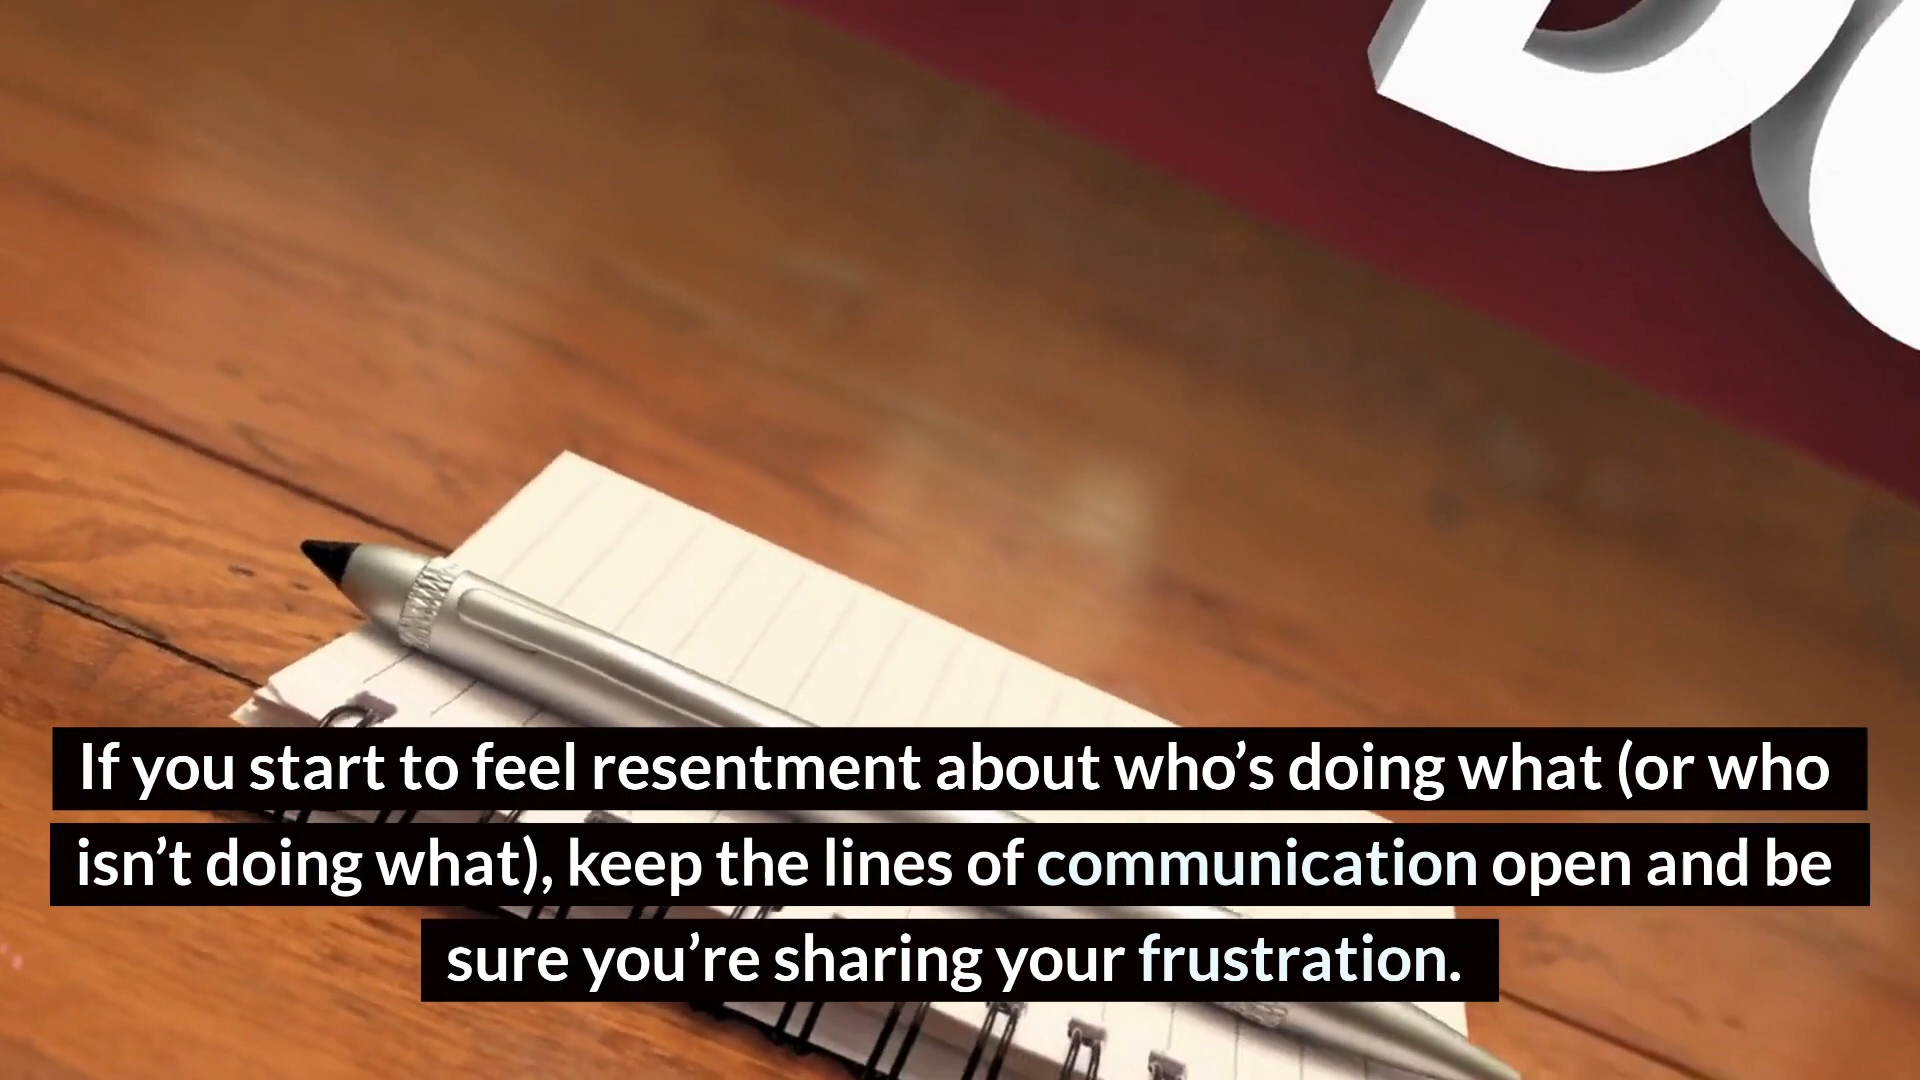 If you start to feel resentment about who’s doing what (or who
isn’t doing what), keep the lines of communication open and be
sure you’re sharing your frustration.